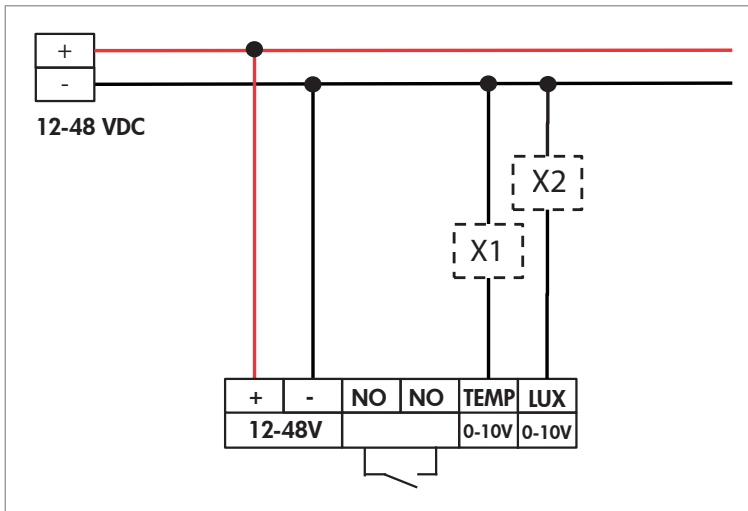 +
-
12-48 VDC
X2
X1
+ - NO NO TEMP LUX
12-48V 0-10V 0-10V